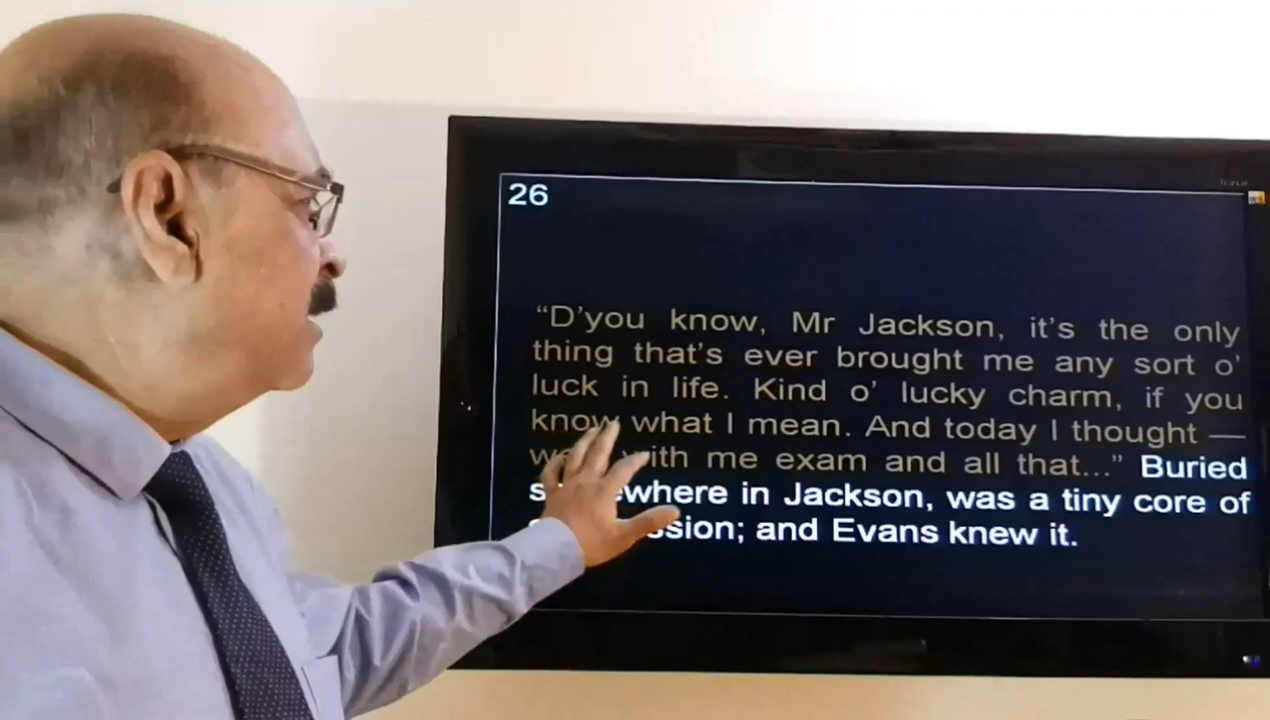 26
“D’you know, Mr Jackson, it’s the only
thing that’s ever brought me any sort o’
luck in life. Kind o’ lucky charm, if you
know what I mean. And today I thought —
with me exam and all that...” Buried
in Jackson, was a tiny core of
and Evans knew it.